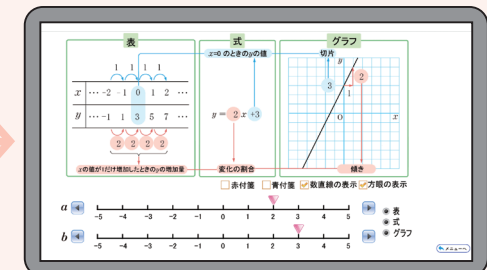 表 式 グラフ
x=0 のときのyの値 切片
1 1 1 1
x … -2 -1 0 1 2 …
y … -1 1 3 5 7 …
2 2 2 2
y = 2 x +3
y
3
2
1
O x
xの値が1だけ増加したときのyの増加量 変化の割合 傾き
赤付箋 青付箋 数直線の表示 方眼の表示
a -5 -4 -3 -2 -1 0 1 2 3 4 5
表
式
グラフ
b -5 -4 -3 -2 -1 0 1 2 3 4 5
メニューへ